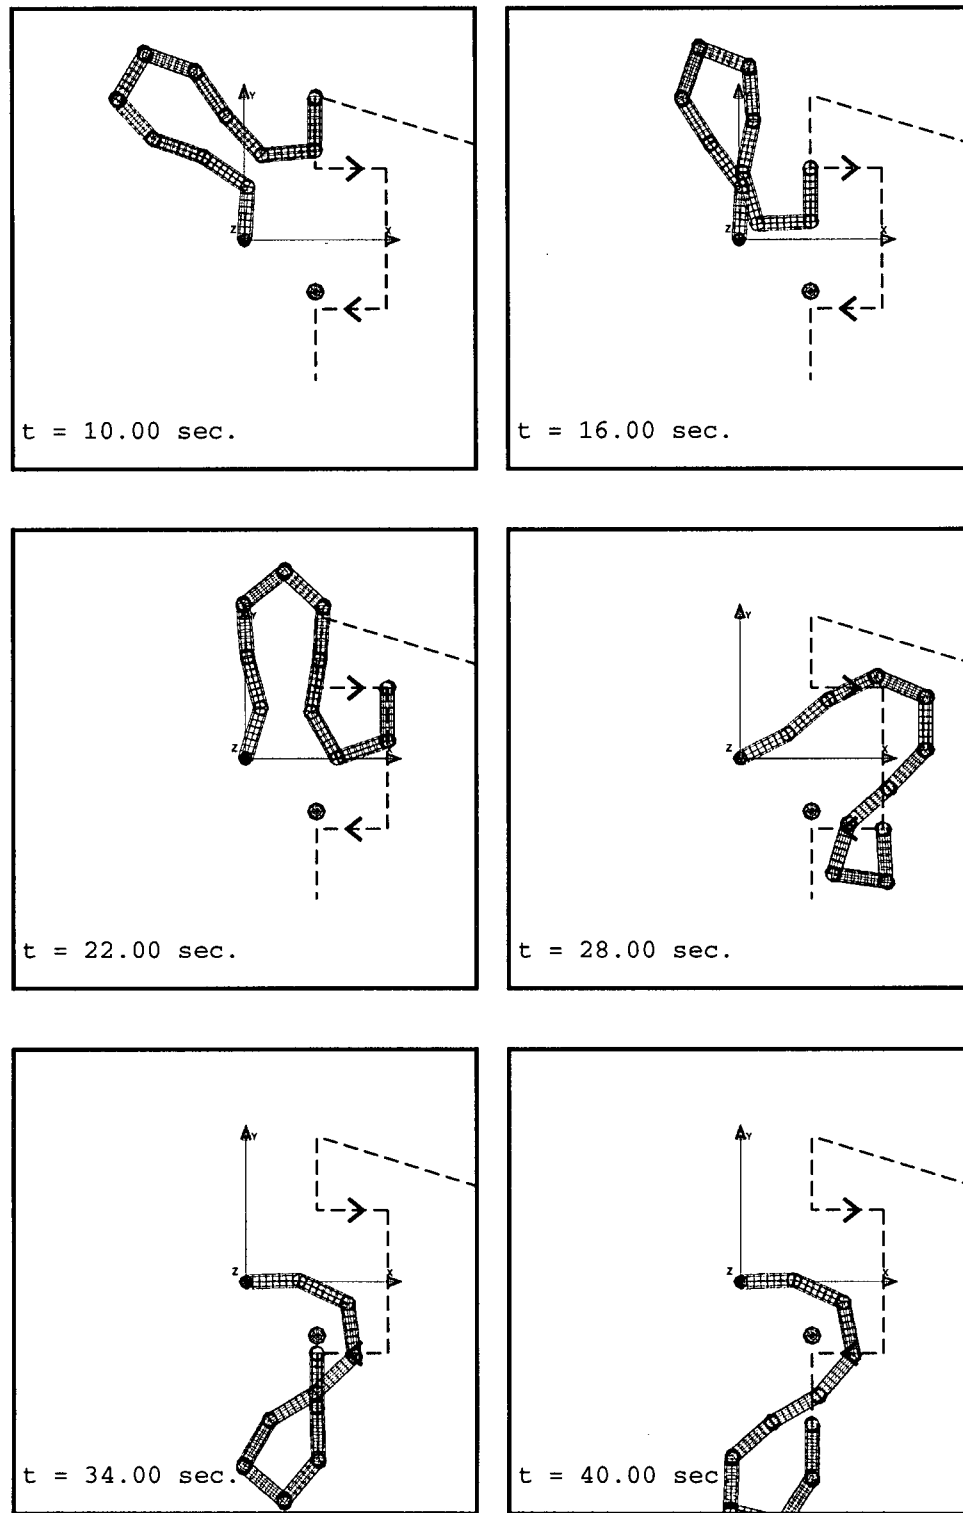 Y
Z
X
t = 10.00 sec.
Y
Z
X
t = 16.00 sec.
Y
Z
X
t = 22.00 sec.
Y
Z
X
t = 28.00 sec.
Y
Z
X
t = 34.00 sec.
Y
Z
X
t = 40.00 sec